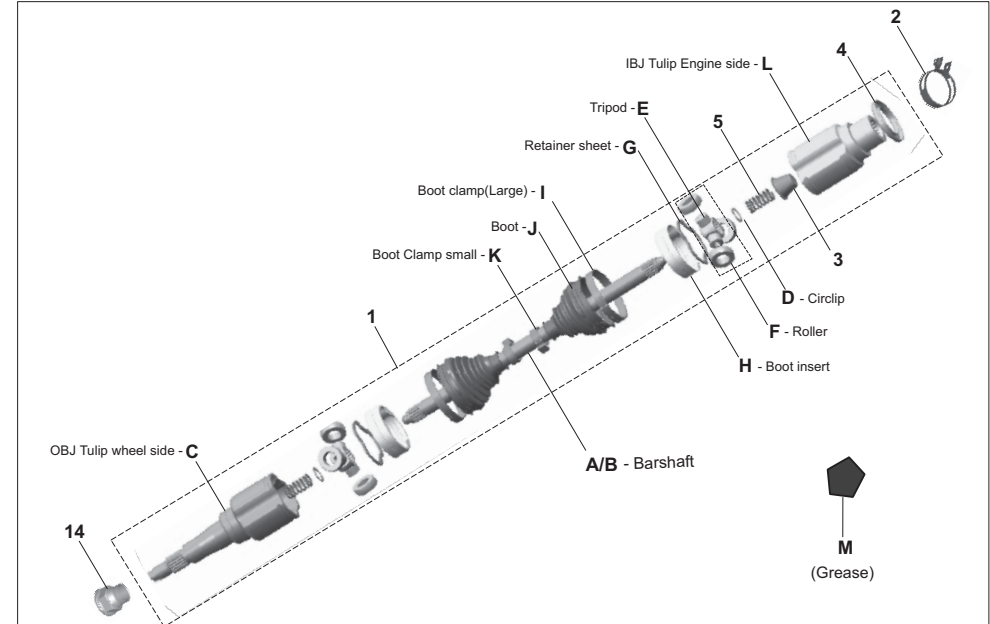 2
4
IBJ Tulip Engine side - L
Tripod - E
5
Retainer sheet - G
Boot clamp(Large) - I
Boot - J
Boot Clamp small - K
3
D - Circlip
1
F - Roller
H - Boot insert
OBJ Tulip wheel side - C
A/B - Barshaft
14
M
(Grease)